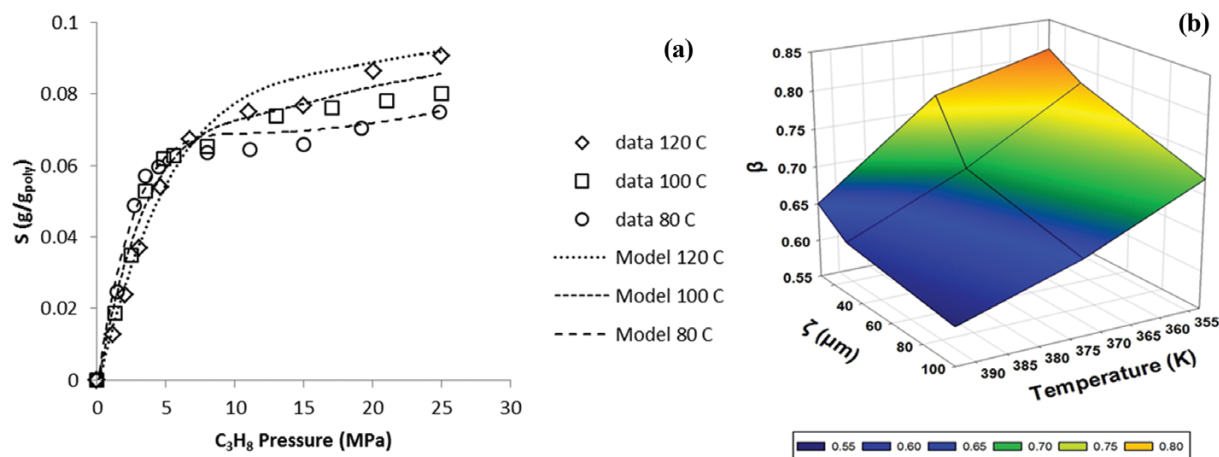 (a)
0.1
0.08
0.06
0.04
0.02
0
S (g/gpoly)
0 5 10 15 20 25 30
C₃H₈ Pressure (MPa)
data 120 C
data 100 C
data 80 C
Model 120 C
Model 100 C
Model 80 C
(b)
0.85
0.80
0.75
0.70
0.65
0.60
0.55
β
40
60
80
100
ζ (µm)
390 385 380 375 370 365 360 355
Temperature (K)
0.55 0.60 0.65 0.70 0.75 0.80